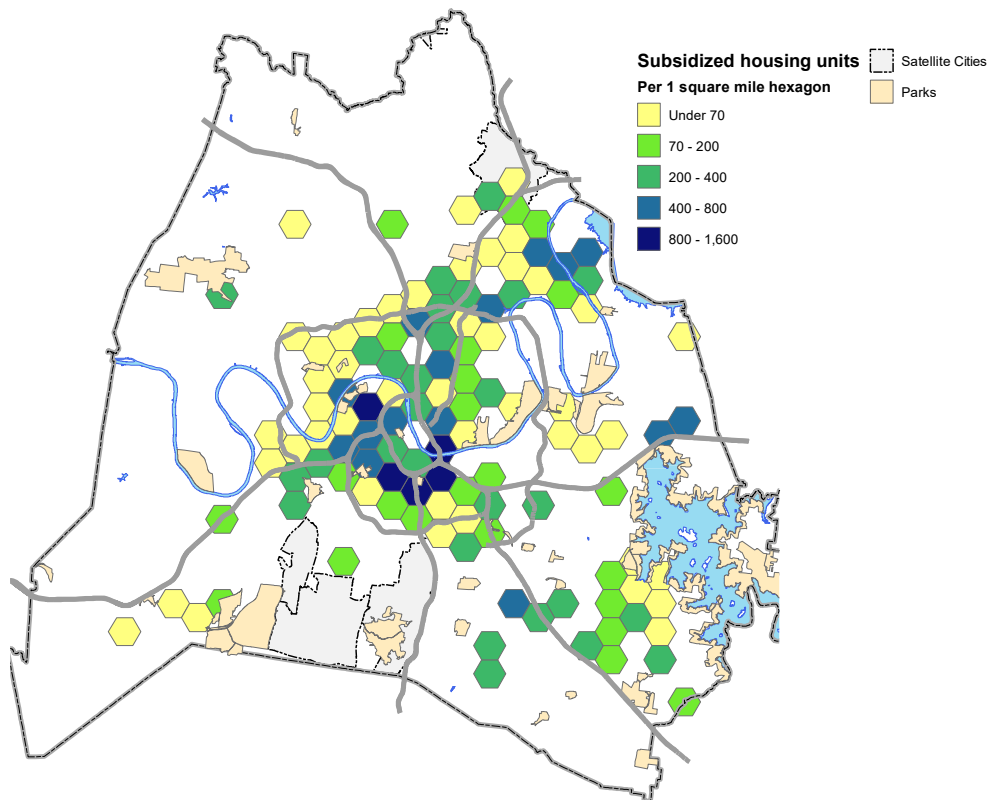 Subsidized housing units
Per 1 square mile hexagon
Under 70
70 - 200
200 - 400
400 - 800
800 - 1,600
Satellite Cities
Parks